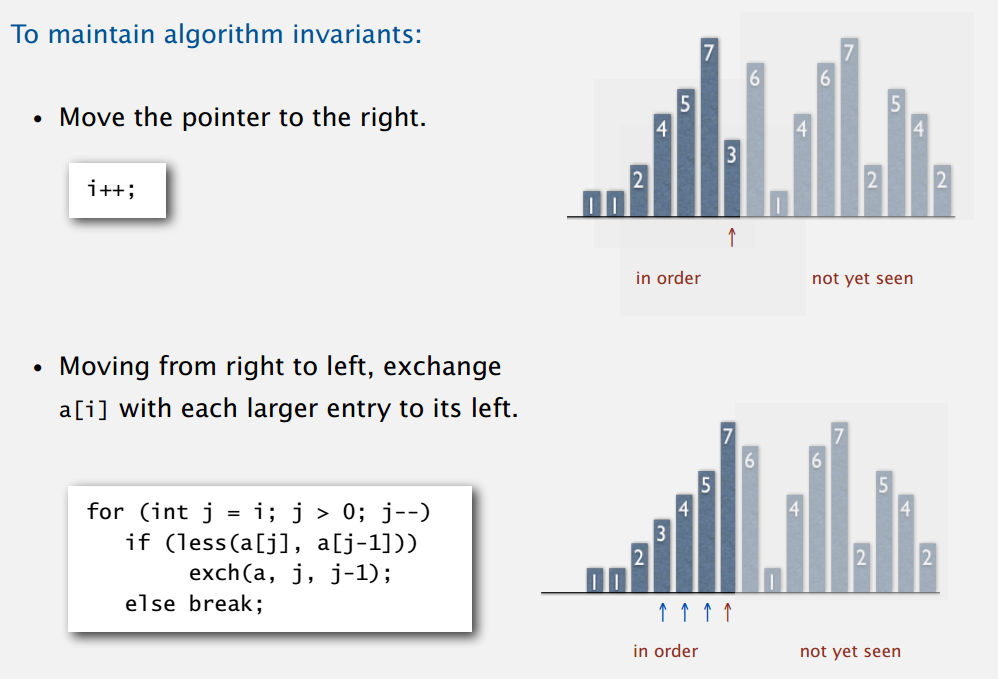 To maintain algorithm invariants:
• Move the pointer to the right.
i++;
1 1 2 4 5 7 3 6 1 4 6 7 2 5 4 2
↑
in order not yet seen
• Moving from right to left, exchange
a[i] with each larger entry to its left.
for (int j = i; j > 0; j--)
if (less(a[j], a[j-1]))
exch(a, j, j-1);
else break;
1 1 2 3 4 5 7 6 1 4 6 7 2 5 4 2
↑ ↑ ↑ ↑
in order not yet seen